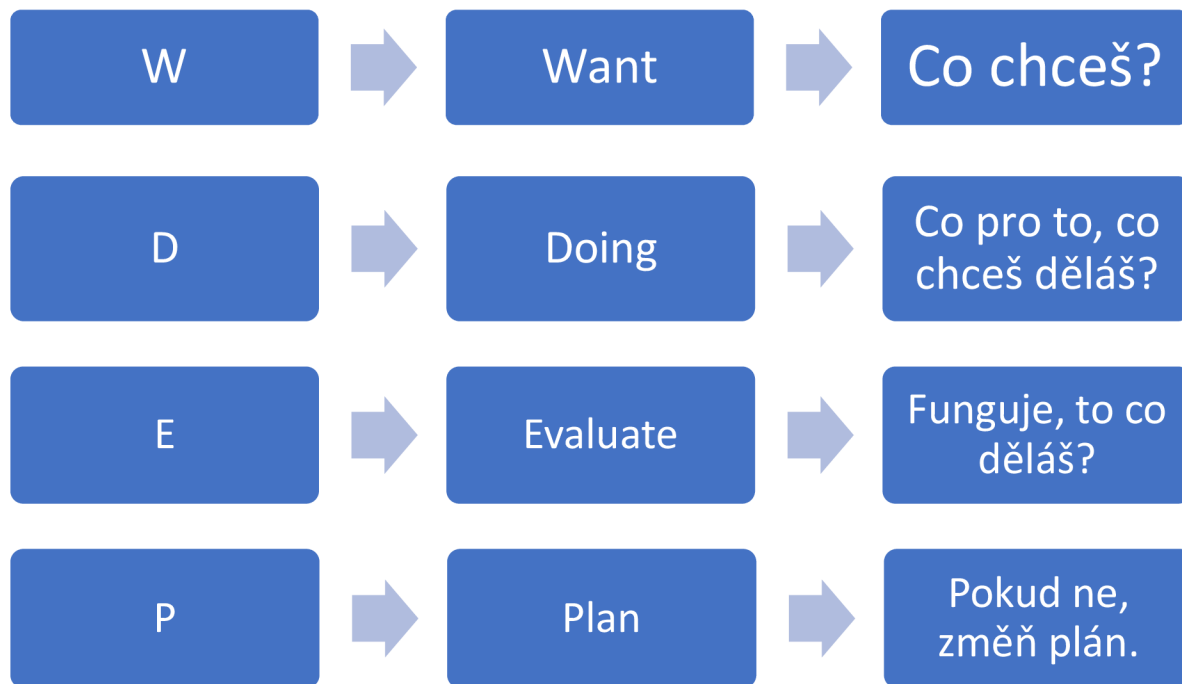 W
Want
Co chceš?
D
Doing
Co pro to, co
chceš děláš?
E
Evaluate
Funguje, to co
děláš?
P
Plan
Pokud ne,
změň plán.